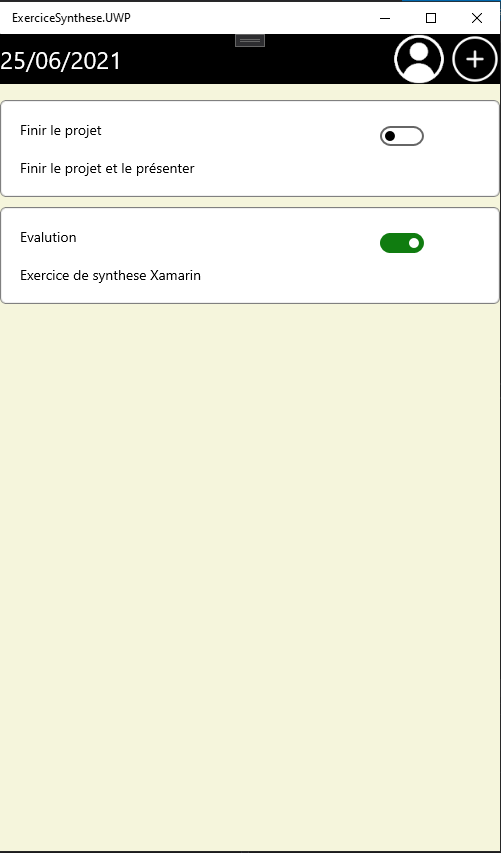 ExerciceSynthese.UWP
25/06/2021
Finir le projet
Finir le projet et le présenter
Evalution
Exercice de synthese Xamarin